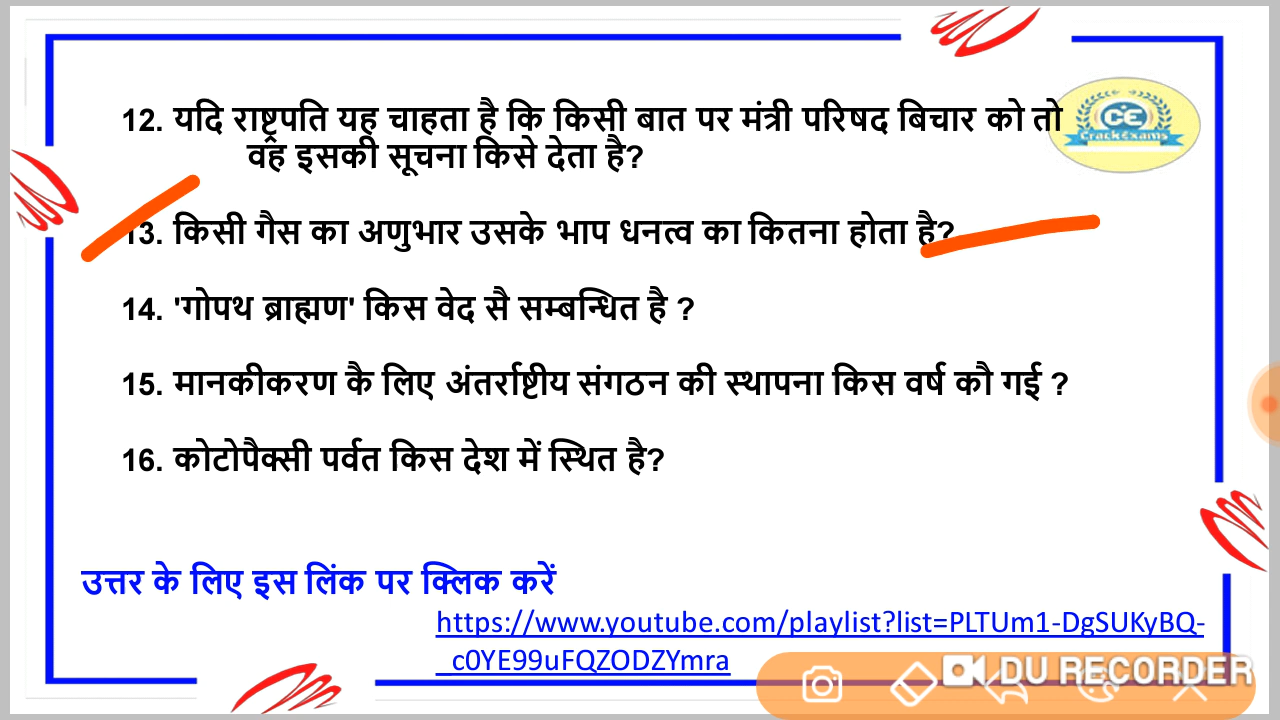 12. यदि राष्ट्रपति यह चाहता है कि किसी बात पर मंत्री परिषद बिचार को तो
CE
CrackExams
वह इसकी सूचना किसे देता है?
13. किसी गैस का अणुभार उसके भाप धनत्व का कितना होता है?
14. 'गोपथ ब्राह्मण' किस वेद सै सम्बन्धित है ?
15. मानकीकरण कै लिए अंतर्राष्टीय संगठन की स्थापना किस वर्ष कौ गई ?
16. कोटोपैक्सी पर्वत किस देश में स्थित है?
उत्तर के लिए इस लिंक पर क्लिक करें
https://www.youtube.com/playlist?list=PLTUm1-DgSUKyBQ-
_c0YE99uFQZODZYmra
DU RECORDER